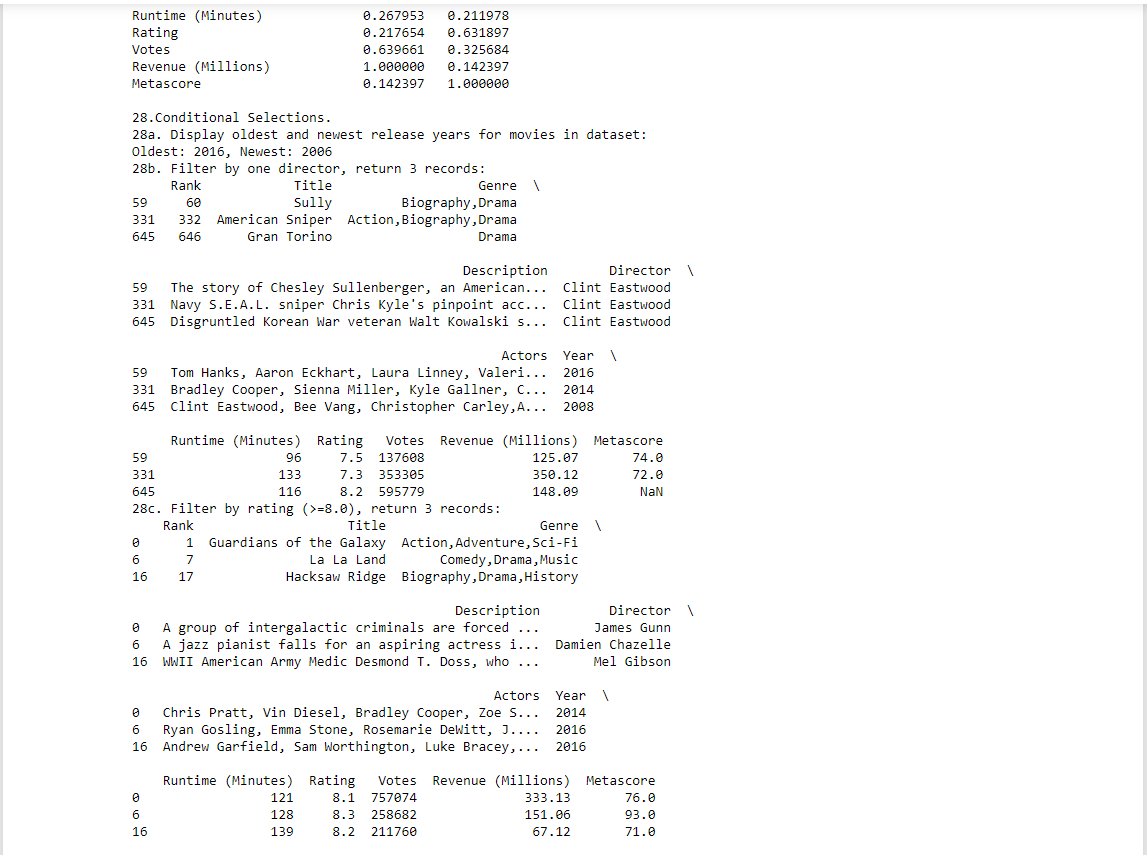 Runtime (Minutes) 0.267953 0.211978
Rating 0.217654 0.631897
Votes 0.639661 0.325684
Revenue (Millions) 1.000000 0.142397
Metascore 0.142397 1.000000
28.Conditional Selections.
28a. Display oldest and newest release years for movies in dataset:
Oldest: 2016, Newest: 2006
28b. Filter by one director, return 3 records:
Rank Title Genre \
59 60 Sully Biography,Drama
331 332 American Sniper Action,Biography,Drama
645 646 Gran Torino Drama
Description Director \
59 The story of Chesley Sullenberger, an American... Clint Eastwood
331 Navy S.E.A.L. sniper Chris Kyle's pinpoint acc... Clint Eastwood
645 Disgruntled Korean War veteran Walt Kowalski s... Clint Eastwood
Actors Year \
59 Tom Hanks, Aaron Eckhart, Laura Linney, Valeri... 2016
331 Bradley Cooper, Sienna Miller, Kyle Gallner, C... 2014
645 Clint Eastwood, Bee Vang, Christopher Carley,A... 2008
Runtime (Minutes) Rating Votes Revenue (Millions) Metascore
59 96 7.5 137608 125.07 74.0
331 133 7.3 353305 350.12 72.0
645 116 8.2 595779 148.09 NaN
28c. Filter by rating (>=8.0), return 3 records:
Rank Title Genre \
0 1 Guardians of the Galaxy Action,Adventure,Sci-Fi
6 7 La La Land Comedy,Drama,Music
16 17 Hacksaw Ridge Biography,Drama,History
Description Director \
0 A group of intergalactic criminals are forced ... James Gunn
6 A jazz pianist falls for an aspiring actress i... Damien Chazelle
16 WWII American Army Medic Desmond T. Doss, who ... Mel Gibson
Actors Year \
0 Chris Pratt, Vin Diesel, Bradley Cooper, Zoe S... 2014
6 Ryan Gosling, Emma Stone, Rosemarie DeWitt, J.... 2016
16 Andrew Garfield, Sam Worthington, Luke Bracey,... 2016
Runtime (Minutes) Rating Votes Revenue (Millions) Metascore
0 121 8.1 757074 333.13 76.0
6 128 8.3 258682 151.06 93.0
16 139 8.2 211760 67.12 71.0